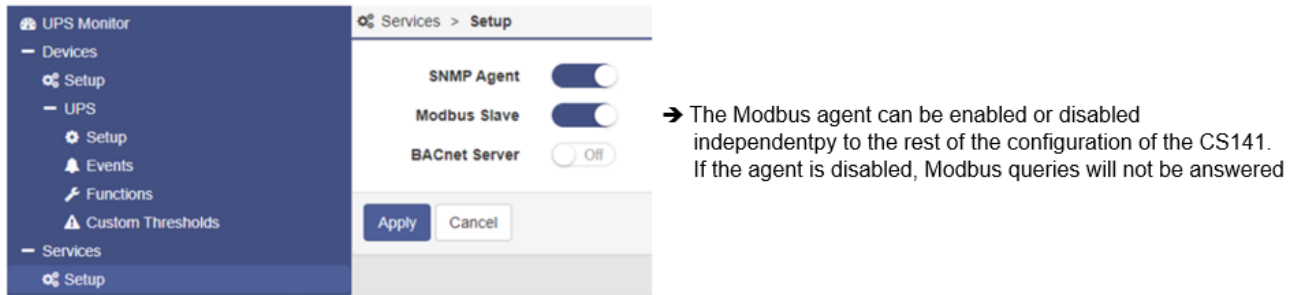 UPS Monitor
Devices
Setup
UPS
Setup
Events
Functions
Custom Thresholds
Services
Setup
Services > Setup
SNMP Agent
Modbus Slave
BACnet Server Off
Apply Cancel
➔ The Modbus agent can be enabled or disabled
independentpy to the rest of the configuration of the CS141.
If the agent is disabled, Modbus queries will not be answered